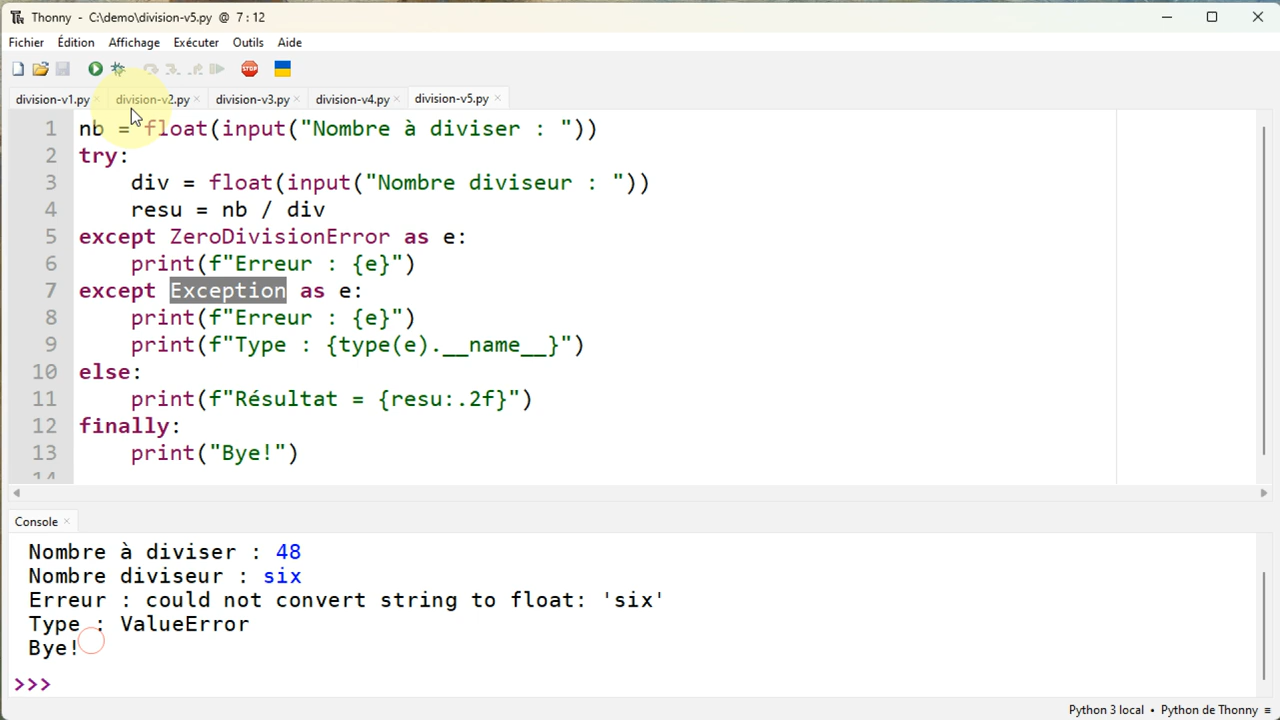 Thonny - C:\demo\division-v5.py @ 7:12
Fichier Édition Affichage Exécuter Outils Aide
STOP
division-v1.py × division-v2.py × division-v3.py × division-v4.py × division-v5.py ×
1 nb = float(input("Nombre à diviser : "))
2 try:
3 div = float(input("Nombre diviseur : "))
4 resu = nb / div
5 except ZeroDivisionError as e:
6 print(f"Erreur : {e}")
7 except Exception as e:
8 print(f"Erreur : {e}")
9 print(f"Type : {type(e).__name__}")
10 else:
11 print(f"Résultat = {resu:.2f}")
12 finally:
13 print("Bye!")
14
Console ×
Nombre à diviser : 48
Nombre diviseur : six
Erreur : could not convert string to float: 'six'
Type : ValueError
Bye!
>>>
Python 3 local • Python de Thonny ≡